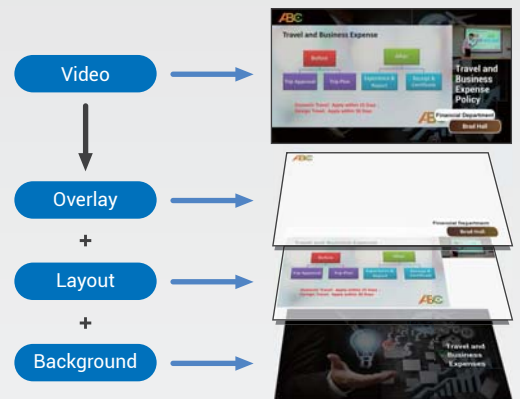 Video
Overlay
+
Layout
+
Background
ABC
Travel and Business Expense
Before
After
Trip Approval
Trip Plan
Experience &
Report
Receipt &
Certificate
Domestic Travel: Apply within 15 Days
Foreign Travel: Apply within 30 Days
ABC
Travel and
Business
Expense
Policy
Financial Department
Brad Hall
ABC
Financial Department
Brad Hall
Travel and Business Expense
Before
After
Trip Approval
Trip Plan
Experience &
Report
Receipt &
Certificate
ABC
Travel and
Business
Expenses